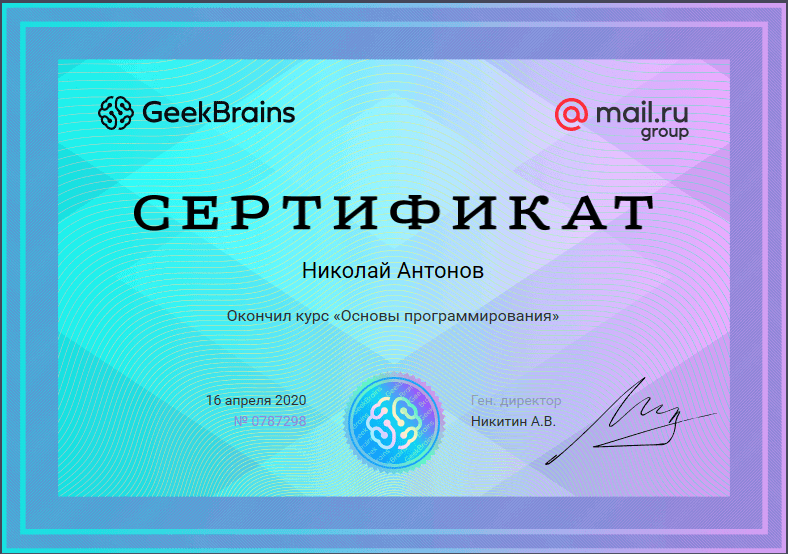 GeekBrains
@mail.ru
group
СЕРТИФИКАТ
Николай Антонов
Окончил курс «Основы программирования»
16 апреля 2020
№ 0787298
Ген. директор
Никитин А.В.